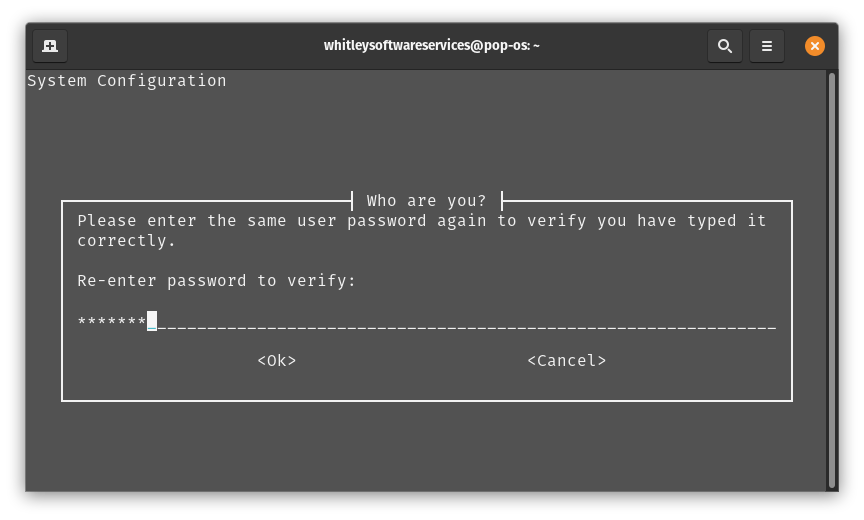 whitleysoftwareservices@pop-os: ~
System Configuration
Who are you?
Please enter the same user password again to verify you have typed it
correctly.
Re-enter password to verify:
*******
<Ok> <Cancel>